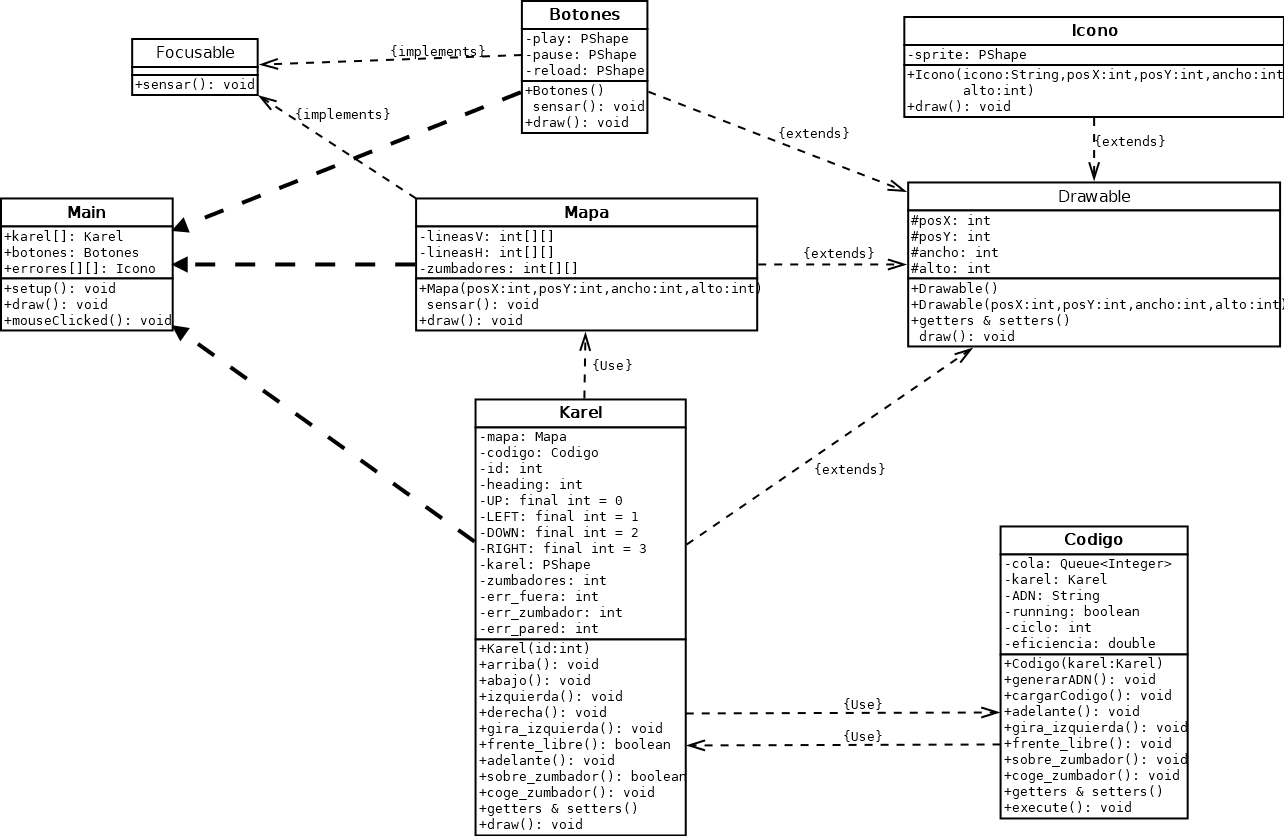 Botones
-play: PShape
-pause: PShape
-reload: PShape
+Botones()
sensar(): void
+draw(): void
Icono
-sprite: PShape
+Icono(icono:String,posX:int,posY:int,ancho:int
alto:int)
+draw(): void
Focusable
+sensar(): void
{implements}
{implements}
{extends}
{extends}
Main
+karel[]: Karel
+botones: Botones
+errores[][]: Icono
+setup(): void
+draw(): void
+mouseClicked(): void
Mapa
-lineasV: int[][]
-lineasH: int[][]
-zumbadores: int[][]
+Mapa(posX:int,posY:int,ancho:int,alto:int)
sensar(): void
+draw(): void
{extends}
Drawable
#posX: int
#posY: int
#ancho: int
#alto: int
+Drawable()
+Drawable(posX:int,posY:int,ancho:int,alto:int)
+getters & setters()
draw(): void
{Use}
Karel
-mapa: Mapa
-codigo: Codigo
-id: int
-heading: int
-UP: final int = 0
-LEFT: final int = 1
-DOWN: final int = 2
-RIGHT: final int = 3
-karel: PShape
-zumbadores: int
-err_fuera: int
-err_zumbador: int
-err_pared: int
+Karel(id:int)
+arriba(): void
+abajo(): void
+izquierda(): void
+derecha(): void
+gira_izquierda(): void
+frente_libre(): boolean
+adelante(): void
+sobre_zumbador(): boolean
+coge_zumbador(): void
+getters & setters()
+draw(): void
{extends}
{Use}
{Use}
Codigo
-cola: Queue<Integer>
-karel: Karel
-ADN: String
-running: boolean
-ciclo: int
-eficiencia: double
+Codigo(karel:Karel)
+generarADN(): void
+cargarCodigo(): void
+adelante(): void
+gira_izquierda(): void
+frente_libre(): void
+sobre_zumbador(): void
+coge_zumbador(): void
+getters & setters()
+execute(): void